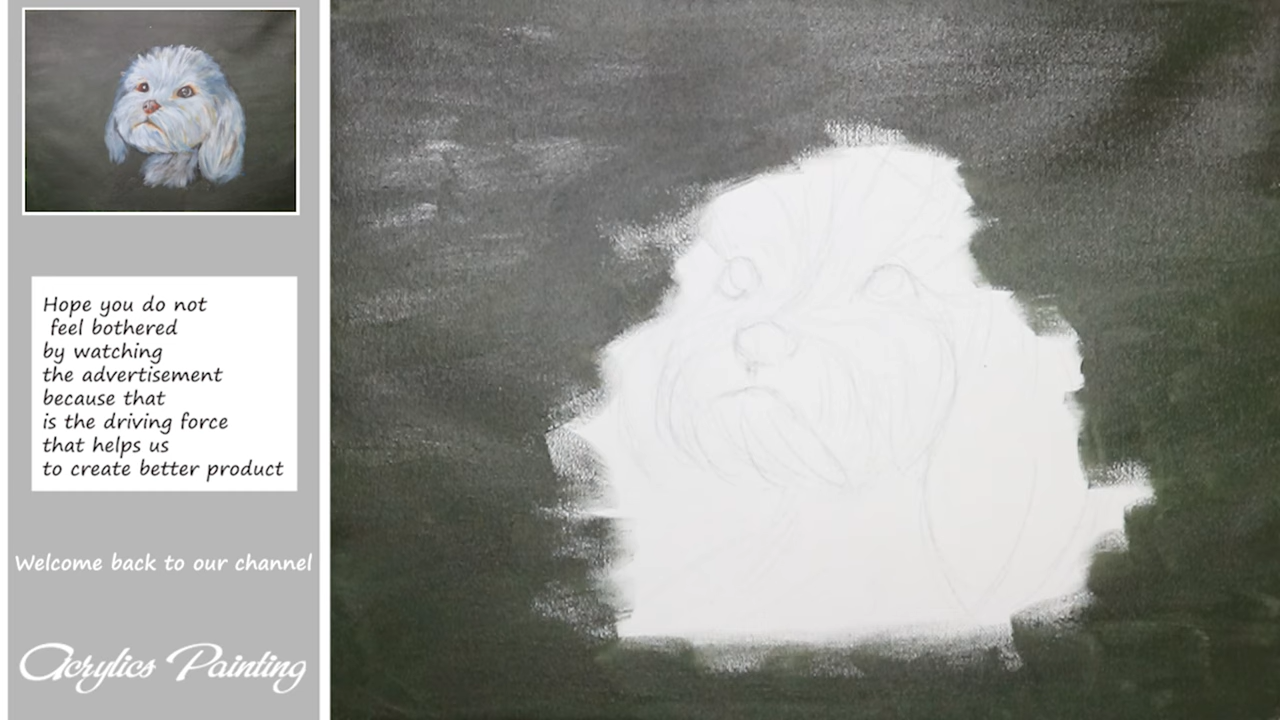 Hope you do not
feel bothered
by watching
the advertisement
because that
is the driving force
that helps us
to create better product
Welcome back to our channel
Acrylics Painting